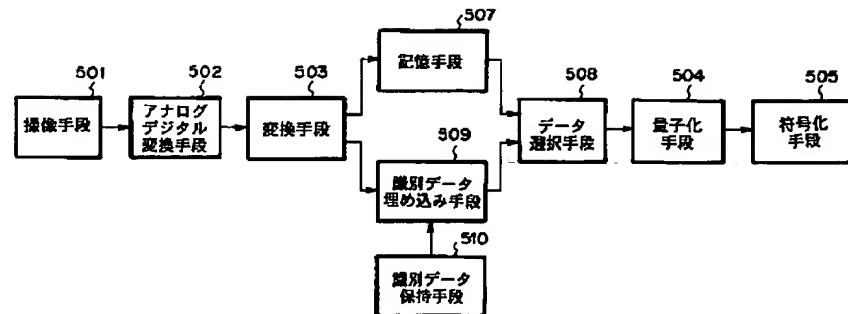 507
記憶手段
501
撮像手段
502
アナログ
デジタル
変換手段
503
変換手段
508
データ
選択手段
504
量子化
手段
505
符号化
手段
509
識別データ
埋め込み手段
510
識別データ
保持手段